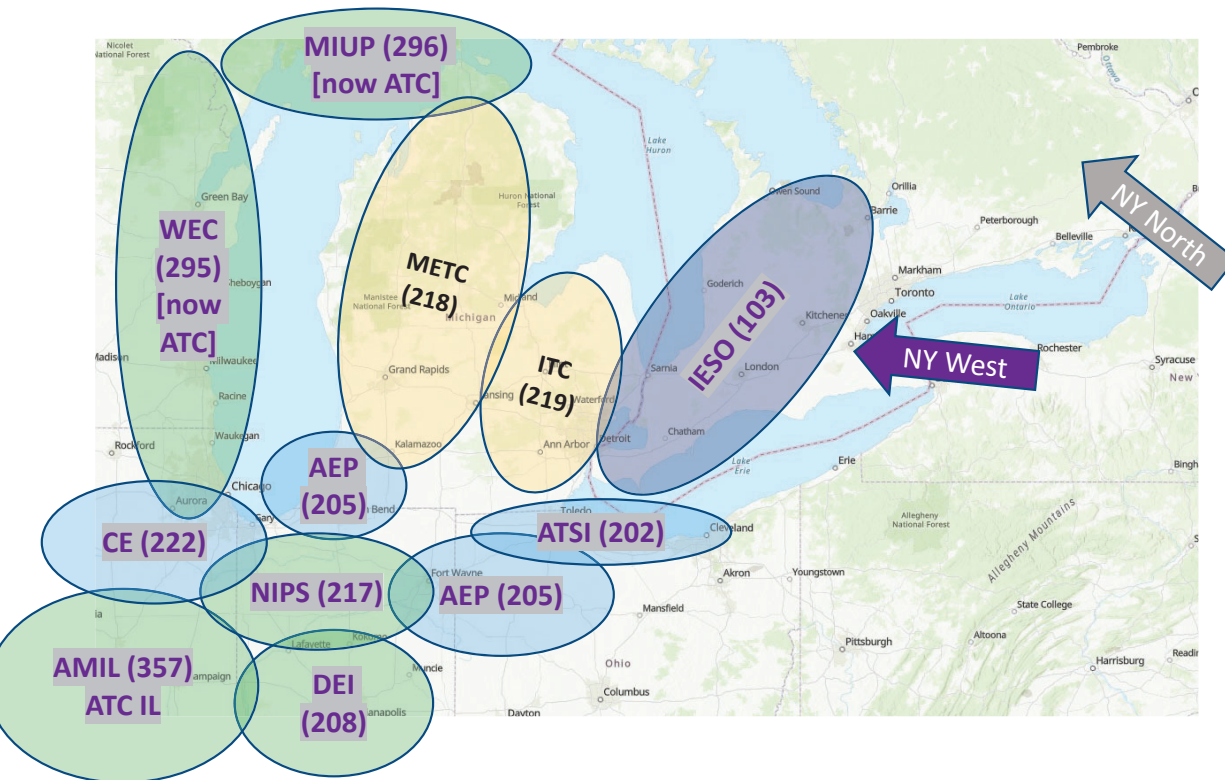 Nicolet
National Forest
MIUP (296)
[now ATC]
Pembroke
Ottawa
Lake
Huron
Green Bay
Huron National
Forest
Owen Sound
Orillia
Barrie
NY North
Peterborough
Belleville
WEC
(295)
[now
ATC]
Sheboygan
METC
(218)
Manistee
National Forest
Midland
Michigan
Goderich
IESO (103)
Kitchener
Markham
Toronto
Oakville
Lake
Ontario
NY West
Rochester
Syracuse
New
Madison
Milwaukee
Racine
Grand Rapids
ITC
(219)
Lansing
Waterford
Sarnia
London
Rockford
Waukegan
Kalamazoo
Ann Arbor
Detroit
Chatham
Lake
Erie
Erie
Bingh
Aurora
Chicago
Gary
AEP
(205)
Bend
Toledo
ATSI (202)
Cleveland
Allegheny
National Forest
Allegheny Mountains
CE (222)
NIPS (217)
Fort Wayne
AEP (205)
Akron
Youngstown
Mansfield
State College
Lafayette
Kokomo
Pittsburgh
Altoona
Harrisburg
Readin
AMIL (357)
ATC IL
ampaign
DEI
(208)
Muncie
Ohio
Columbus
Dayton
anapolis